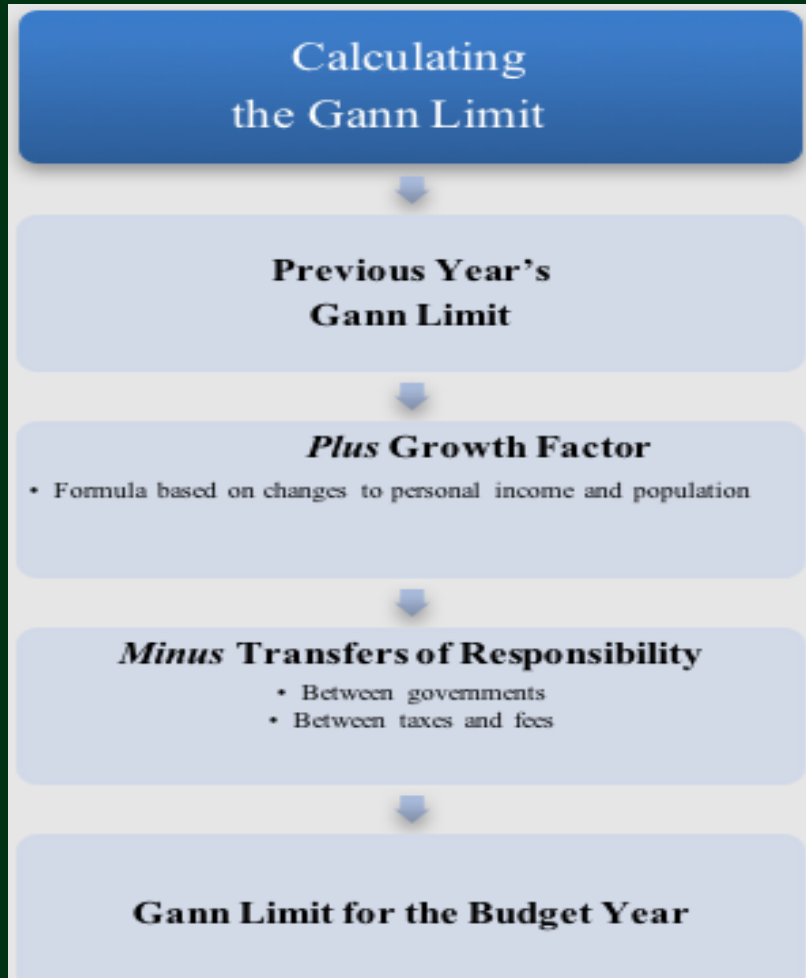 Calculating
the Gann Limit
Previous Year’s
Gann Limit
Plus Growth Factor
• Formula based on changes to personal income and population
Minus Transfers of Responsibility
• Between governments
• Between taxes and fees
Gann Limit for the Budget Year